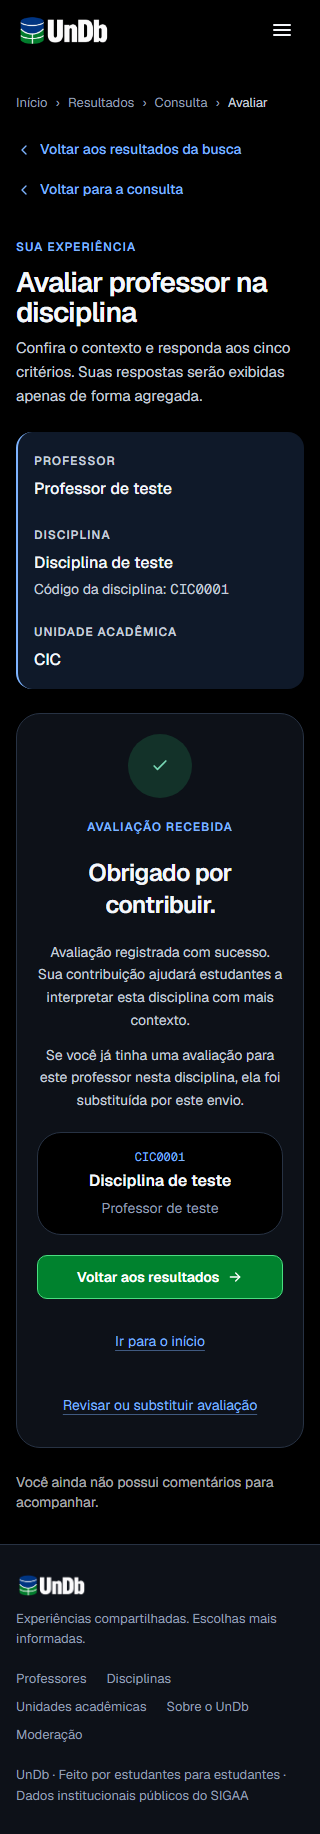 UnDb
Início › Resultados › Consulta › Avaliar
Voltar aos resultados da busca
Voltar para a consulta
SUA EXPERIÊNCIA
Avaliar professor na
disciplina
Confira o contexto e responda aos cinco
critérios. Suas respostas serão exibidas
apenas de forma agregada.
PROFESSOR
Professor de teste
DISCIPLINA
Disciplina de teste
Código da disciplina: CIC0001
UNIDADE ACADÊMICA
CIC
AVALIAÇÃO RECEBIDA
Obrigado por
contribuir.
Avaliação registrada com sucesso.
Sua contribuição ajudará estudantes a
interpretar esta disciplina com mais
contexto.
Se você já tinha uma avaliação para
este professor nesta disciplina, ela foi
substituída por este envio.
CIC0001
Disciplina de teste
Professor de teste
Voltar aos resultados →
Ir para o início
Revisar ou substituir avaliação
Você ainda não possui comentários para
acompanhar.
UnDb
Experiências compartilhadas. Escolhas mais
informadas.
Professores Disciplinas
Unidades acadêmicas Sobre o UnDb
Moderação
UnDb · Feito por estudantes para estudantes ·
Dados institucionais públicos do SIGAA